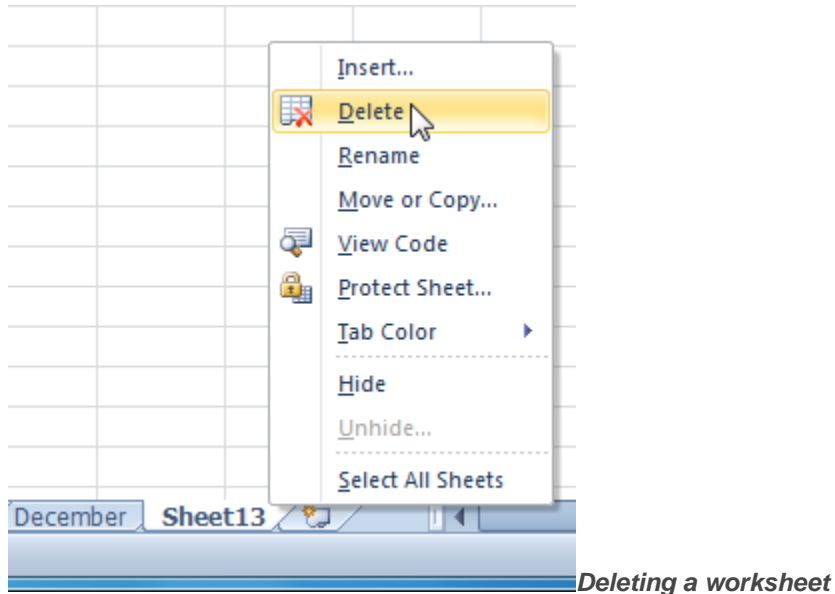 Insert...
Delete
Rename
Move or Copy...
View Code
Protect Sheet...
Tab Color
Hide
Unhide...
Select All Sheets
December Sheet13
Deleting a worksheet